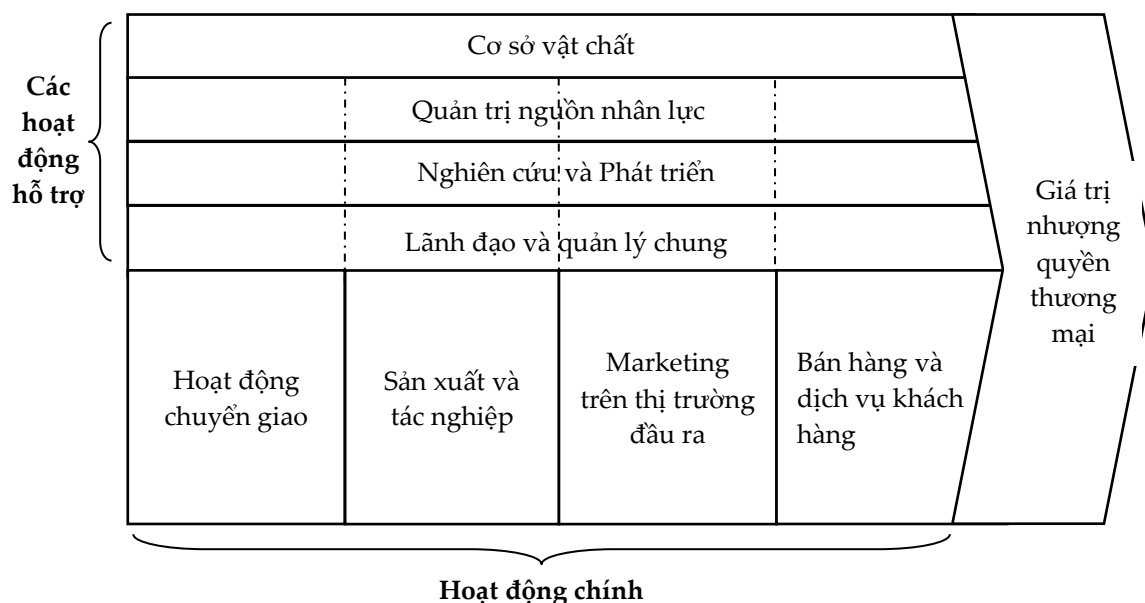 Cơ sở vật chất
Các
hoạt
động
hỗ trợ
Quản trị nguồn nhân lực
Nghiên cứu và Phát triển
Lãnh đạo và quản lý chung
Giá trị
nhượng
quyền
thương
mại
Hoạt động
chuyển giao
Sản xuất và
tác nghiệp
Marketing
trên thị trường
đầu ra
Bán hàng và
dịch vụ khách
hàng
Hoạt động chính